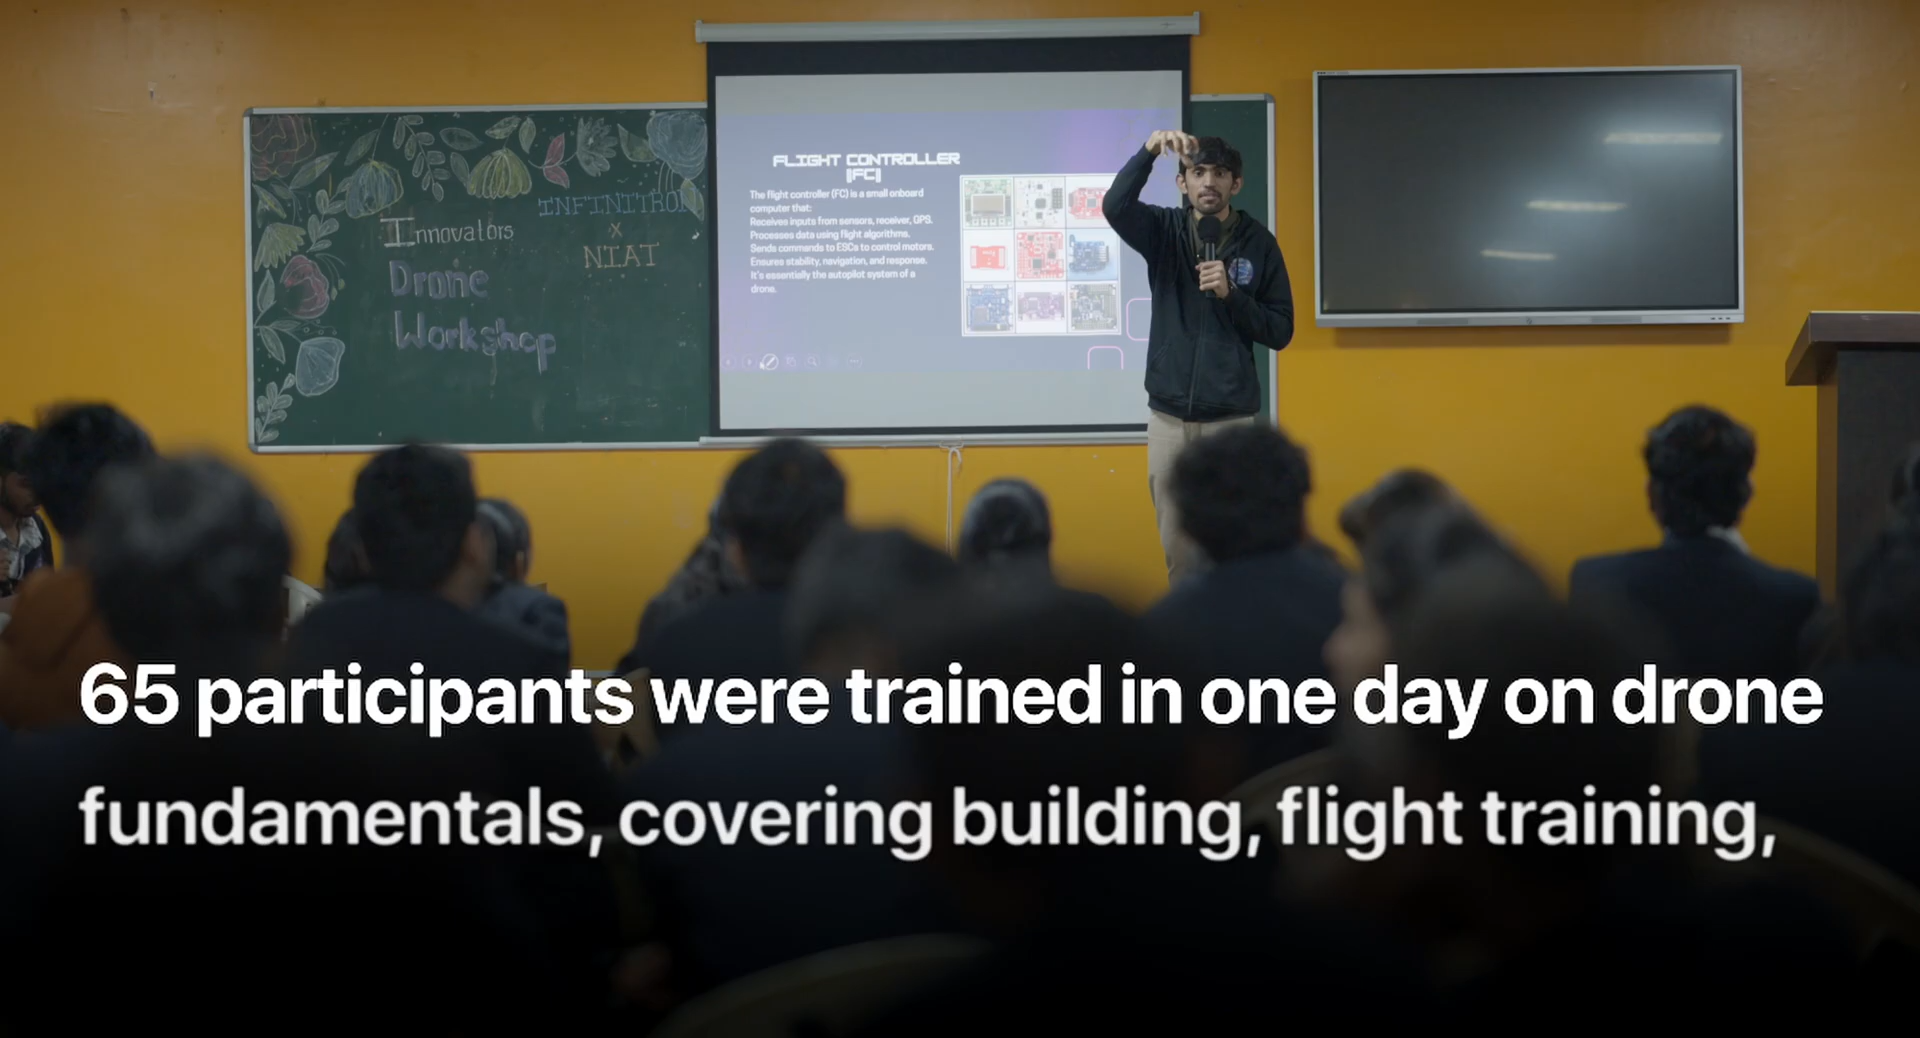 Innovators
Drone
Workshop
INFINITRON
x
NIAT
FLIGHT CONTROLLER
(FC)
The flight controller (FC) is a small onboard
computer that:
Receives inputs from sensors, receiver, GPS.
Processes data using flight algorithms.
Sends commands to ESCs to control motors.
Ensures stability, navigation, and response.
It's essentially the autopilot system of a
drone.
65 participants were trained in one day on drone
fundamentals, covering building, flight training,